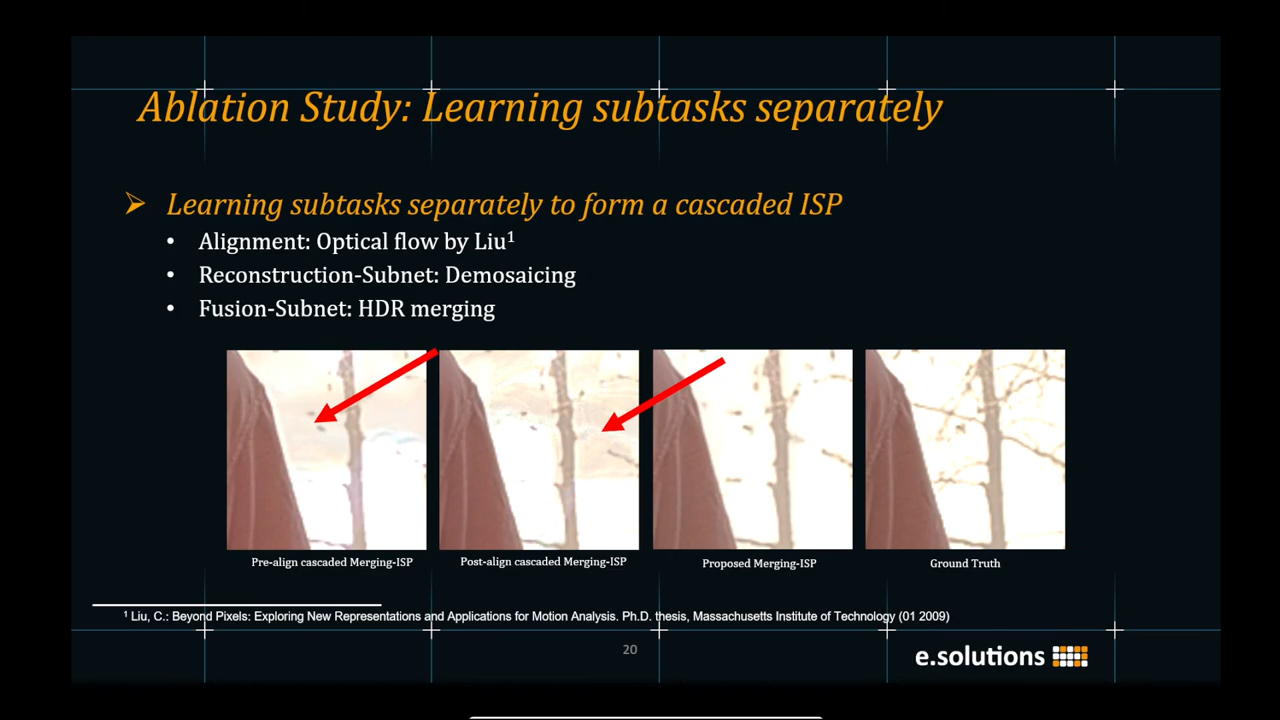 Ablation Study: Learning subtasks separately
Learning subtasks separately to form a cascaded ISP
Alignment: Optical flow by Liu¹
Reconstruction-Subnet: Demosaicing
Fusion-Subnet: HDR merging
Pre-align cascaded Merging-ISP
Post-align cascaded Merging-ISP
Proposed Merging-ISP
Ground Truth
¹ Liu, C.: Beyond Pixels: Exploring New Representations and Applications for Motion Analysis. Ph.D. thesis, Massachusetts Institute of Technology (01 2009)
20
e.solutions